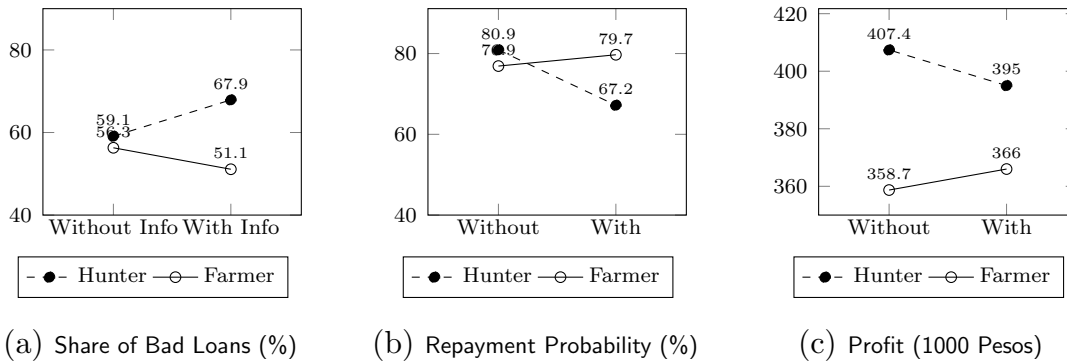 80
60
40
59.1
67.9
56.3
51.1
Without Info With Info
Hunter Farmer
(a) Share of Bad Loans (%)
80
60
40
80.9
79.7
67.2
Without With
Hunter Farmer
(b) Repayment Probability (%)
420
400
380
360
407.4
395
366
358.7
Without With
Hunter Farmer
(c) Profit (1000 Pesos)